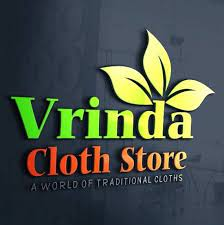 Vrinda
Cloth Store
A WORLD OF TRADITIONAL CLOTHS